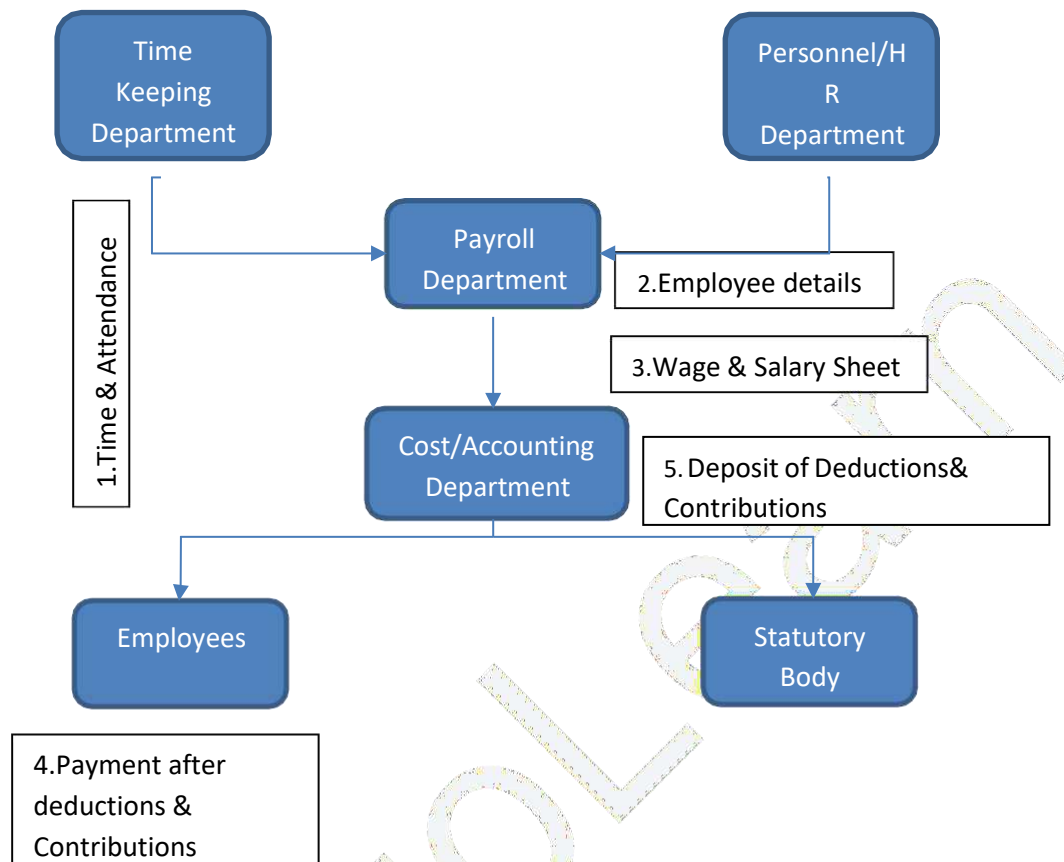 Time
Keeping
Department
Personnel/H
R
Department
1.Time & Attendance
Payroll
Department
2.Employee details
3.Wage & Salary Sheet
Cost/Accounting
Department
5. Deposit of Deductions&
Contributions
Employees
Statutory
Body
4.Payment after
deductions &
Contributions